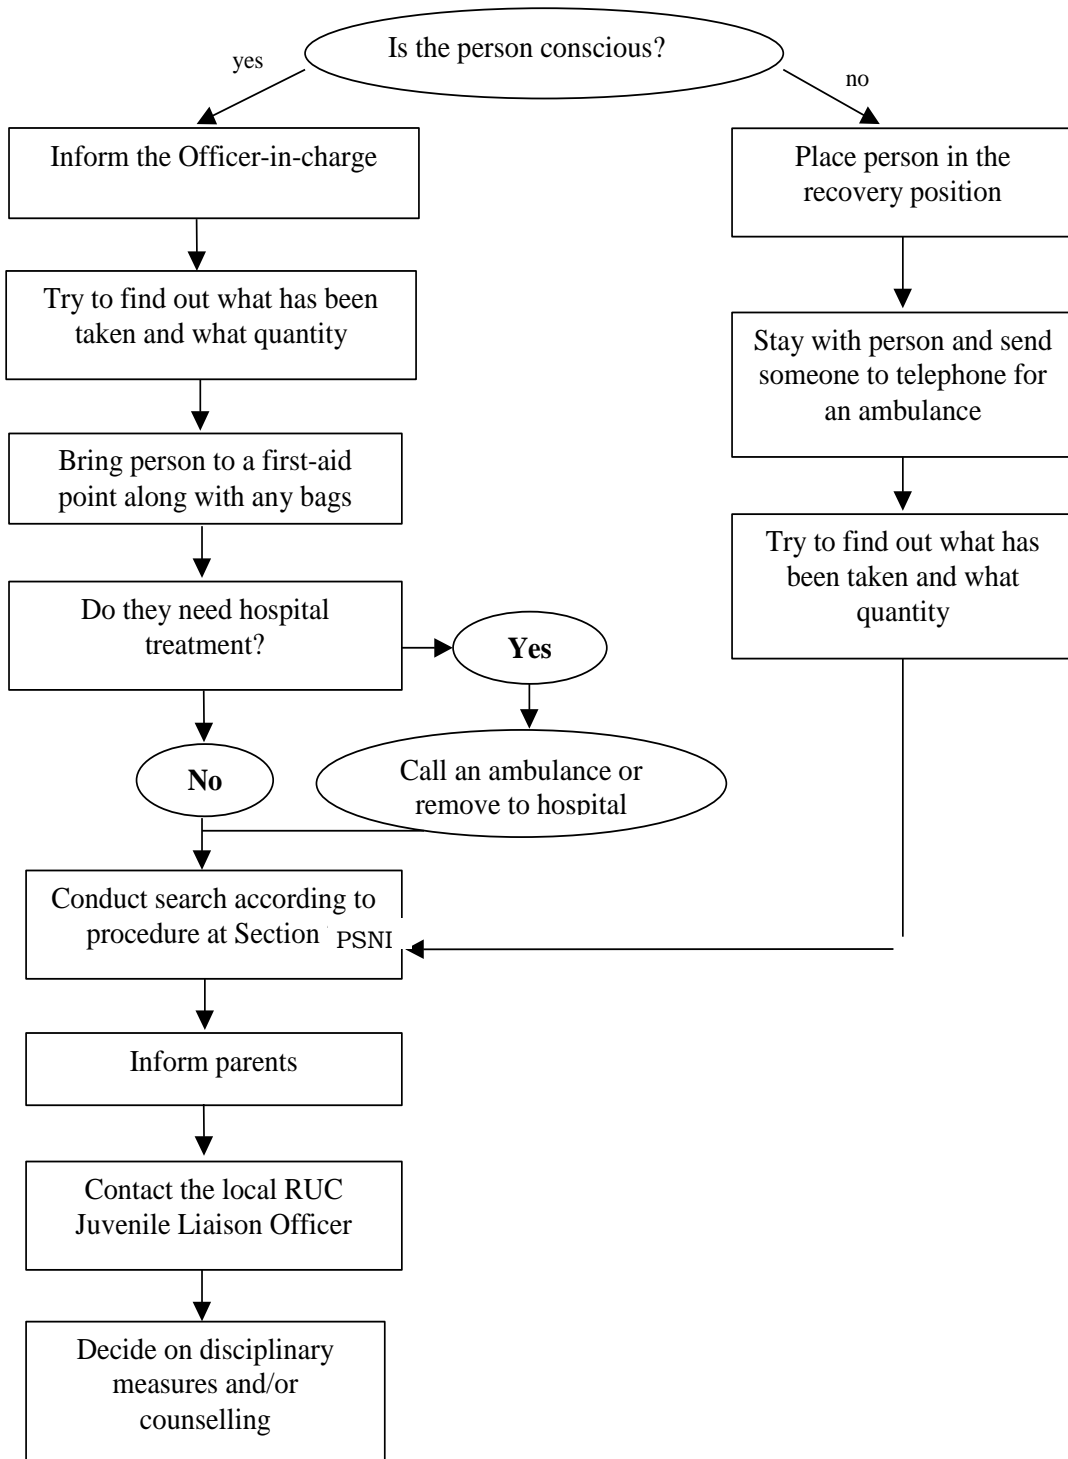 Is the person conscious?
yes
no
Inform the Officer-in-charge
Place person in the
recovery position
Try to find out what has been
taken and what quantity
Stay with person and send
someone to telephone for
an ambulance
Bring person to a first-aid
point along with any bags
Try to find out what has
been taken and what
quantity
Do they need hospital
treatment?
Yes
No
Call an ambulance or
remove to hospital
Conduct search according to
procedure at Section
PSNI
Inform parents
Contact the local RUC
Juvenile Liaison Officer
Decide on disciplinary
measures and/or
counselling